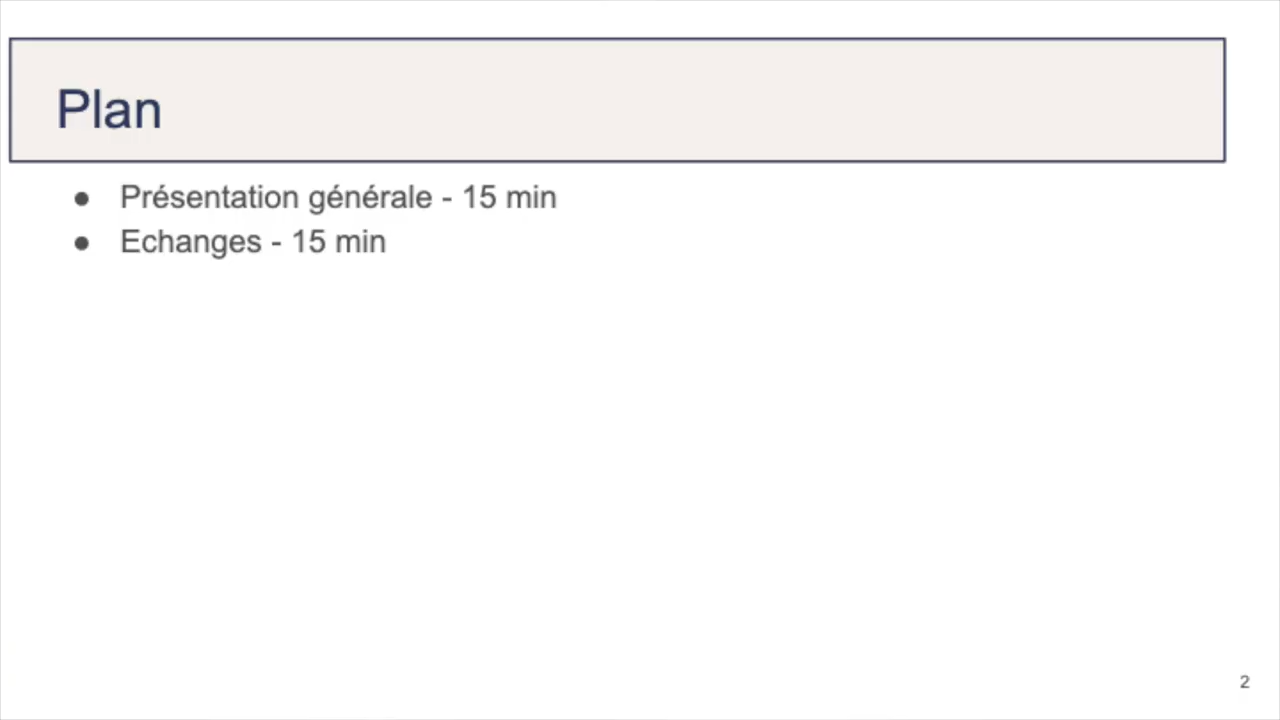 Plan
● Présentation générale - 15 min
● Echanges - 15 min
2